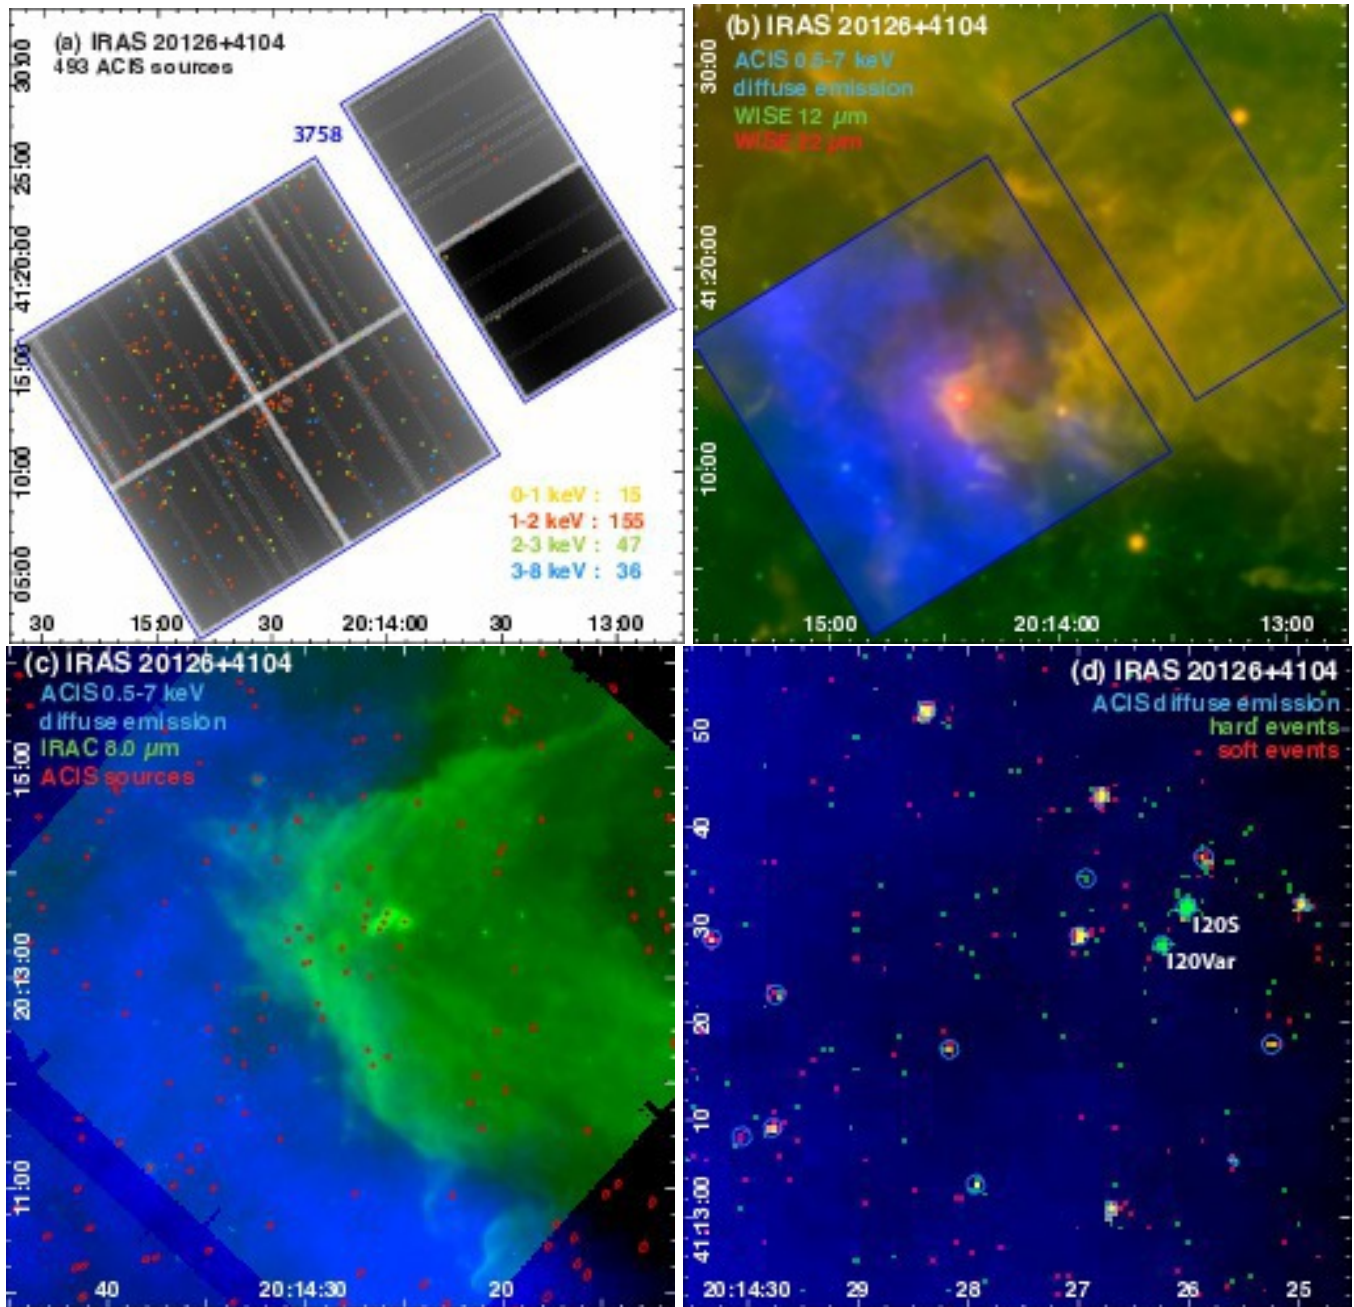 (a) IRAS 20126+4104
493 ACIS sources
3758
0-1 keV : 15
1-2 keV : 155
2-3 keV : 47
3-8 keV : 36
30:00
25:00
41:20:00
15:00
10:00
05:00
30
15:00
30
20:14:00
30
13:00
(b) IRAS 20126+4104
ACIS 0.5-7 keV
diffuse emission
WISE 12 µm
WISE 22 µm
30:00
41:20:00
10:00
15:00
20:14:00
13:00
(c) IRAS 20126+4104
ACIS 0.5-7 keV
diffuse emission
IRAC 8.0 µm
ACIS sources
15:00
20:13:00
11:00
40
20:14:30
20
(d) IRAS 20126+4104
ACIS diffuse emission
hard events
soft events
I20S
I20Var
50
40
30
20
10
41:13:00
20:14:30
29
28
27
26
25